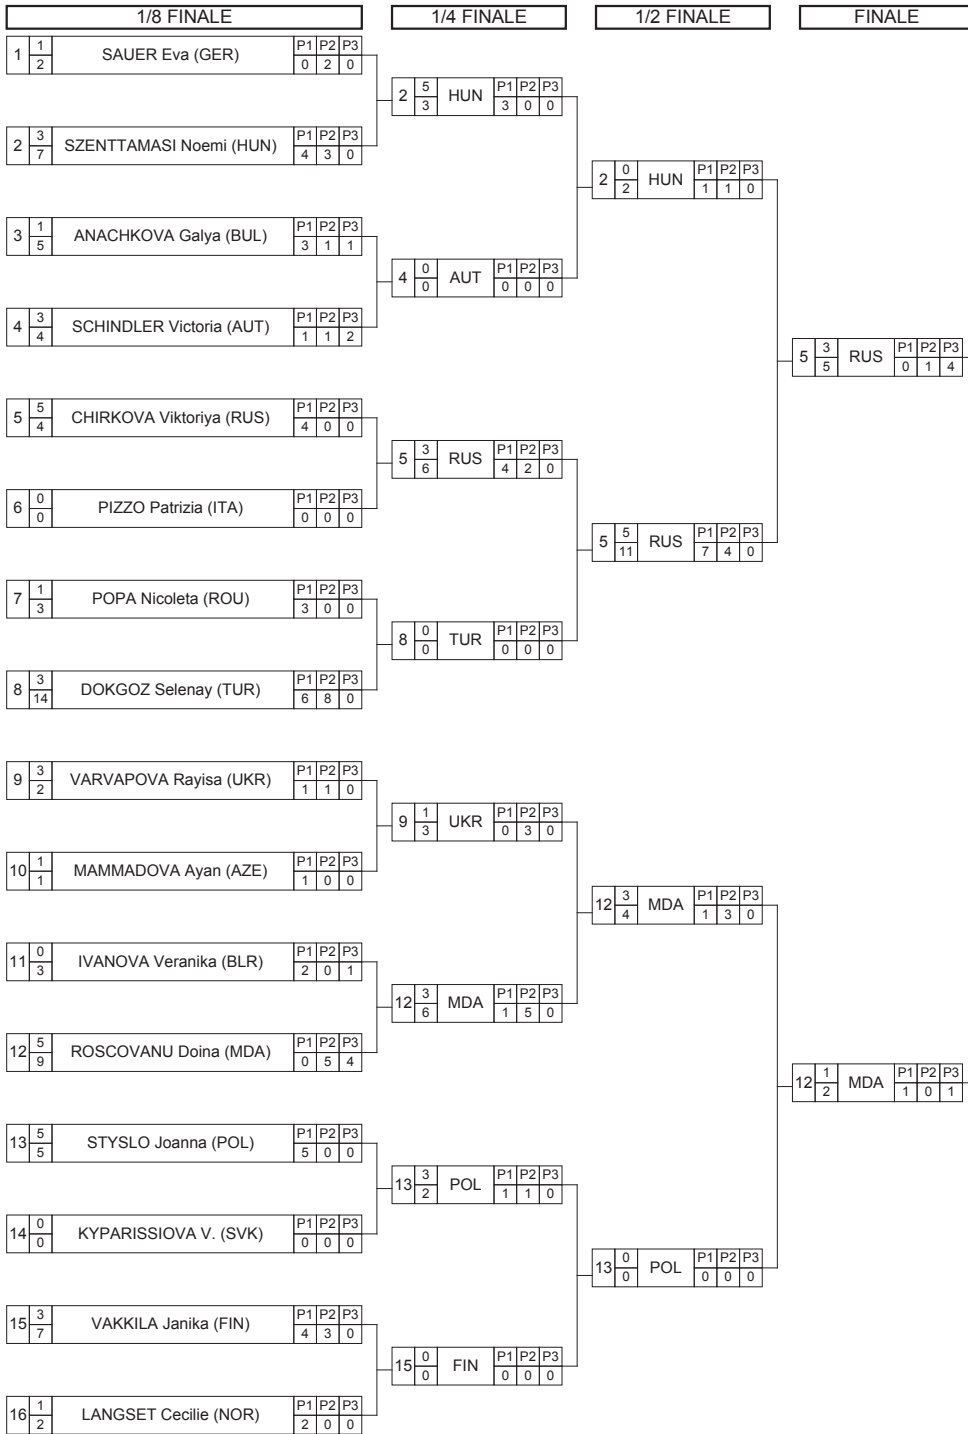 1/8 FINALE 1/4 FINALE 1/2 FINALE FINALE
1 1 2 SAUER Eva (GER) P1 P2 P3 0 2 0
2 5 3 HUN P1 P2 P3 3 0 0
2 3 7 SZENTTAMASI Noemi (HUN) P1 P2 P3 4 3 0
2 0 2 HUN P1 P2 P3 1 1 0
3 1 5 ANACHKOVA Galya (BUL) P1 P2 P3 3 1 1
4 0 0 AUT P1 P2 P3 0 0 0
4 3 4 SCHINDLER Victoria (AUT) P1 P2 P3 1 1 2
5 3 5 RUS P1 P2 P3 0 1 4
5 5 4 CHIRKOVA Viktoriya (RUS) P1 P2 P3 4 0 0
5 3 6 RUS P1 P2 P3 4 2 0
6 0 0 PIZZO Patrizia (ITA) P1 P2 P3 0 0 0
5 5 11 RUS P1 P2 P3 7 4 0
7 1 3 POPA Nicoleta (ROU) P1 P2 P3 3 0 0
8 0 0 TUR P1 P2 P3 0 0 0
8 3 14 DOKGOZ Selenay (TUR) P1 P2 P3 6 8 0
9 3 2 VARVAPOVA Rayisa (UKR) P1 P2 P3 1 1 0
9 1 3 UKR P1 P2 P3 0 3 0
10 1 1 MAMMADOVA Ayan (AZE) P1 P2 P3 1 0 0
12 3 4 MDA P1 P2 P3 1 3 0
11 0 3 IVANOVA Veranika (BLR) P1 P2 P3 2 0 1
12 3 6 MDA P1 P2 P3 1 5 0
12 5 9 ROSCOVANU Doina (MDA) P1 P2 P3 0 5 4
12 1 2 MDA P1 P2 P3 1 0 1
13 5 5 STYSLO Joanna (POL) P1 P2 P3 5 0 0
13 3 2 POL P1 P2 P3 1 1 0
14 0 0 KYPARISSIOVA V. (SVK) P1 P2 P3 0 0 0
13 0 0 POL P1 P2 P3 0 0 0
15 3 7 VAKKILA Janika (FIN) P1 P2 P3 4 3 0
15 0 0 FIN P1 P2 P3 0 0 0
16 1 2 LANGSET Cecilie (NOR) P1 P2 P3 2 0 0